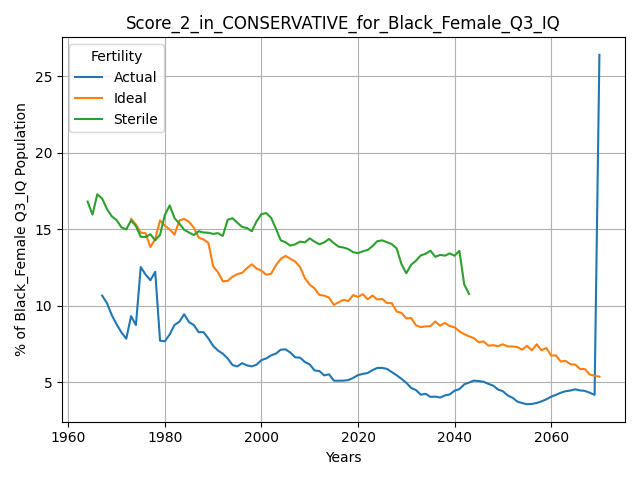 Score_2_in_CONSERVATIVE_for_Black_Female_Q3_IQ
Fertility
Actual
Ideal
Sterile
% of Black_Female Q3_IQ Population
25
20
15
10
5
1960 1980 2000 2020 2040 2060
Years